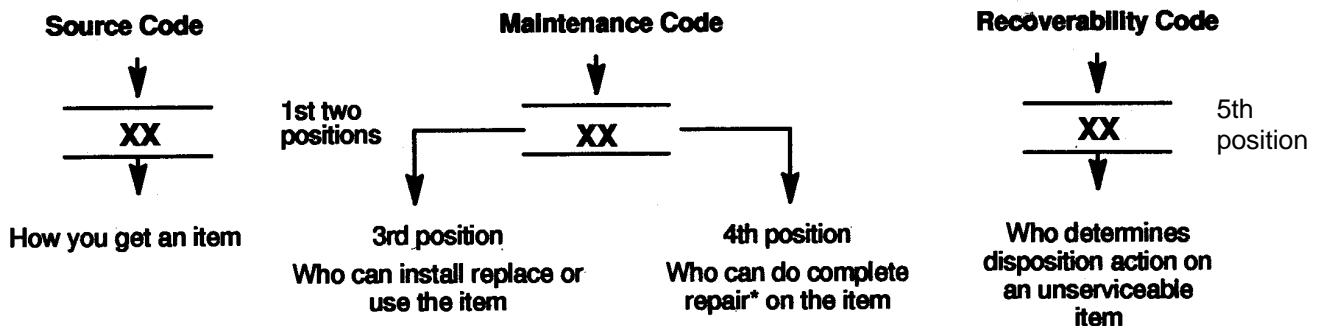 Source Code
Maintenance Code
Recoverability Code
XX
1st two
positions
XX
XX
5th
position
How you get an item
3rd position
Who can install replace or
use the item
4th position
Who can do complete
repair* on the item
Who determines
disposition action on
an unserviceable
item